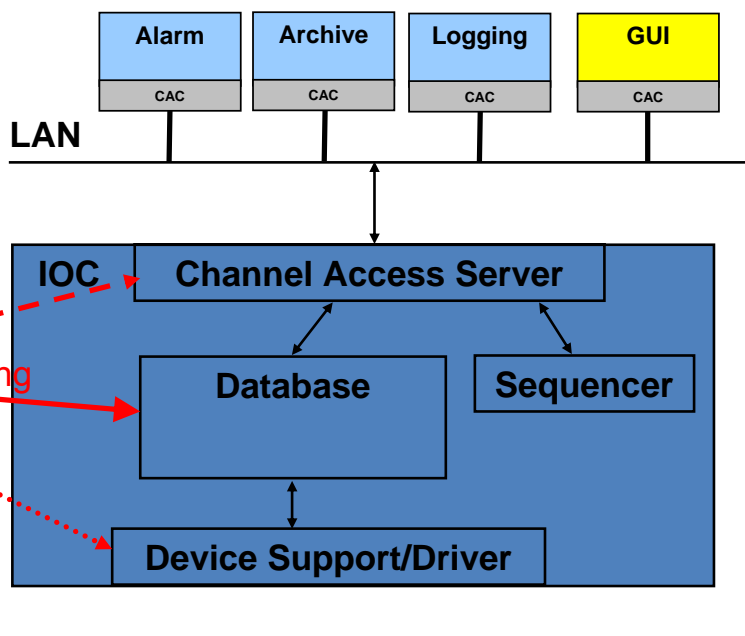 Alarm
Archive
Logging
GUI
CAC
CAC
CAC
CAC
LAN
IOC
Channel Access Server
Database
Sequencer
Device Support/Driver